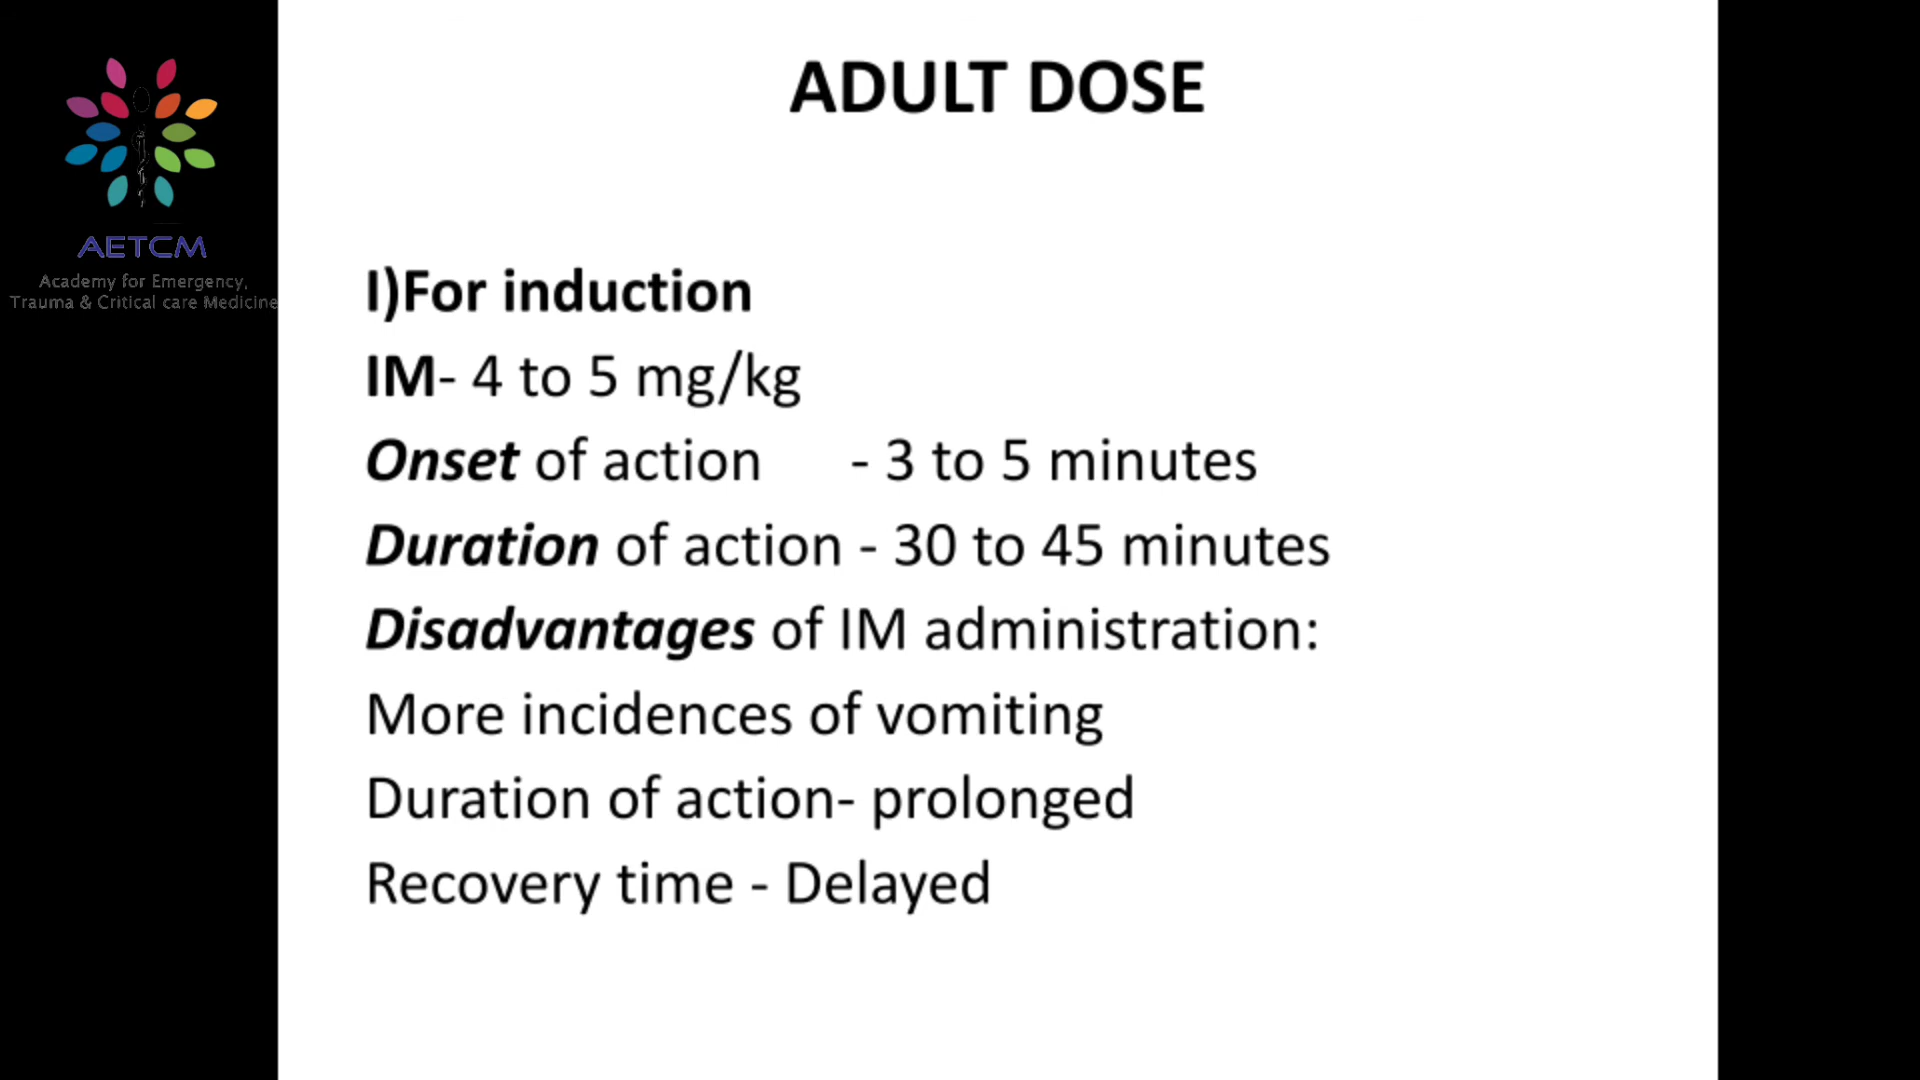 AETCM
Academy for Emergency,
Trauma & Critical care Medicine
ADULT DOSE
I)For induction
IM- 4 to 5 mg/kg
Onset of action - 3 to 5 minutes
Duration of action - 30 to 45 minutes
Disadvantages of IM administration:
More incidences of vomiting
Duration of action- prolonged
Recovery time - Delayed